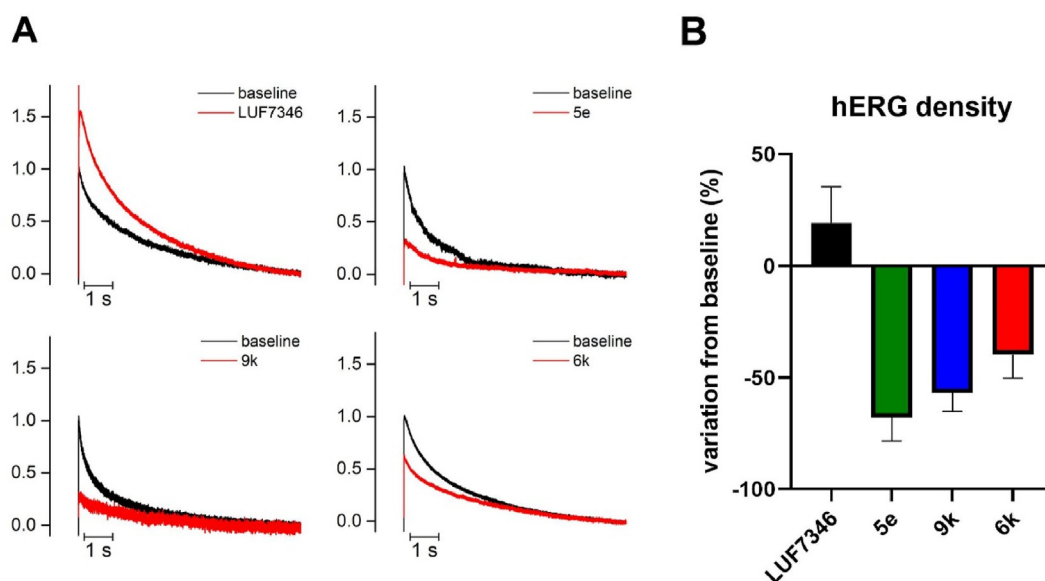 A
baseline
LUF7346
1.5
1.0
0.5
0.0
1 s
baseline
5e
1.5
1.0
0.5
0.0
1 s
baseline
9k
1.5
1.0
0.5
0.0
1 s
baseline
6k
1.5
1.0
0.5
0.0
1 s
B
hERG density
variation from baseline (%)
50
0
-50
-100
LUF7346
5e
9k
6k